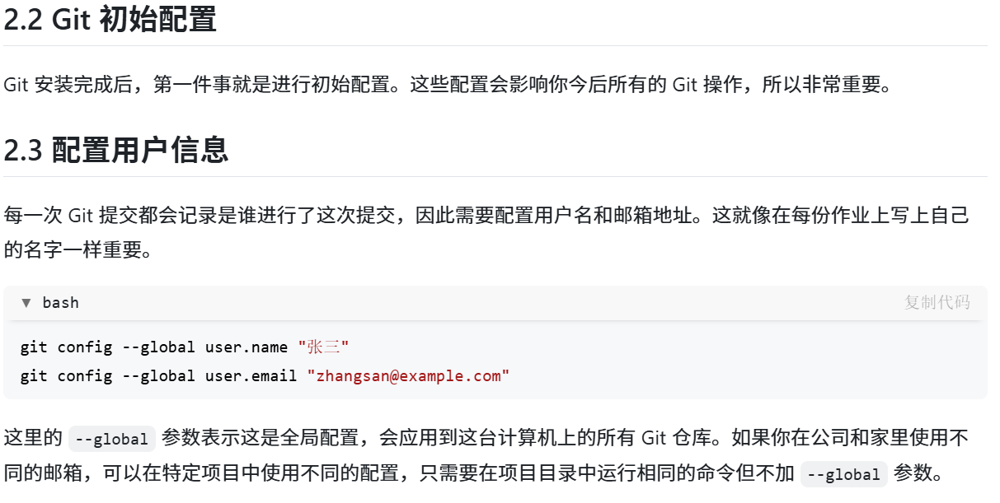 2.2 Git 初始配置
Git 安装完成后，第一件事就是进行初始配置。这些配置会影响你今后所有的 Git 操作，所以非常重要。
2.3 配置用户信息
每一次 Git 提交都会记录是谁进行了这次提交，因此需要配置用户名和邮箱地址。这就像在每份作业上写上自己
的名字一样重要。
▼ bash 复制代码
git config --global user.name "张三"
git config --global user.email "zhangsan@example.com"
这里的 --global 参数表示这是全局配置，会应用到这台计算机上的所有 Git 仓库。如果你在公司和家里使用不
同的邮箱，可以在特定项目中使用不同的配置，只需要在项目目录中运行相同的命令但不加 --global 参数。